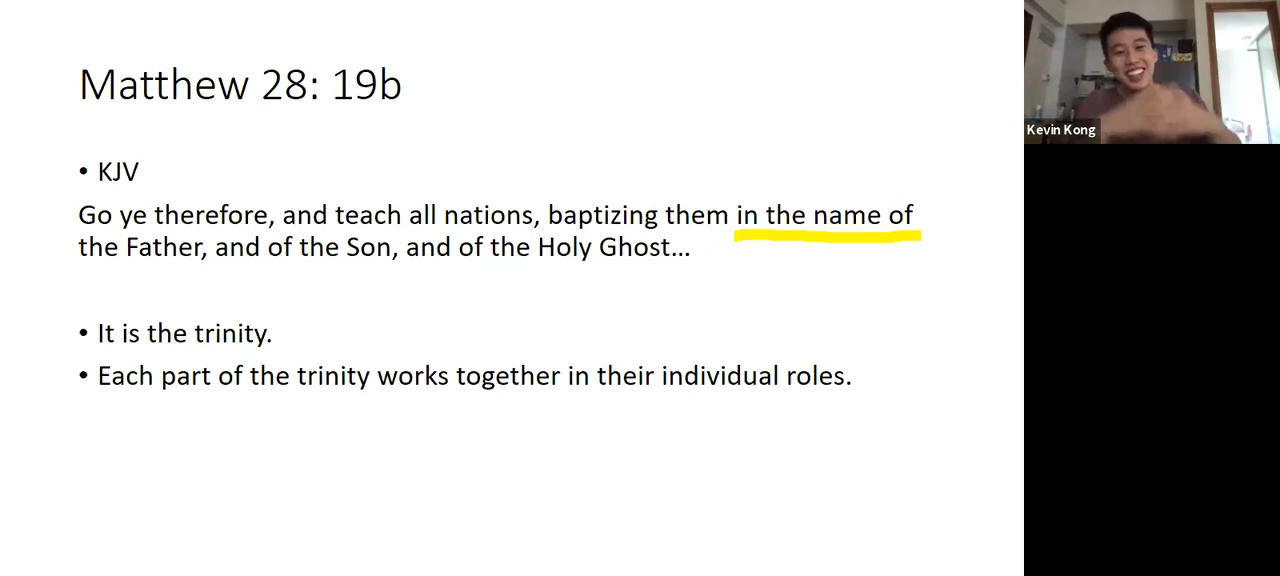 Matthew 28: 19b
• KJV
Go ye therefore, and teach all nations, baptizing them in the name of
the Father, and of the Son, and of the Holy Ghost...
• It is the trinity.
• Each part of the trinity works together in their individual roles.
Kevin Kong